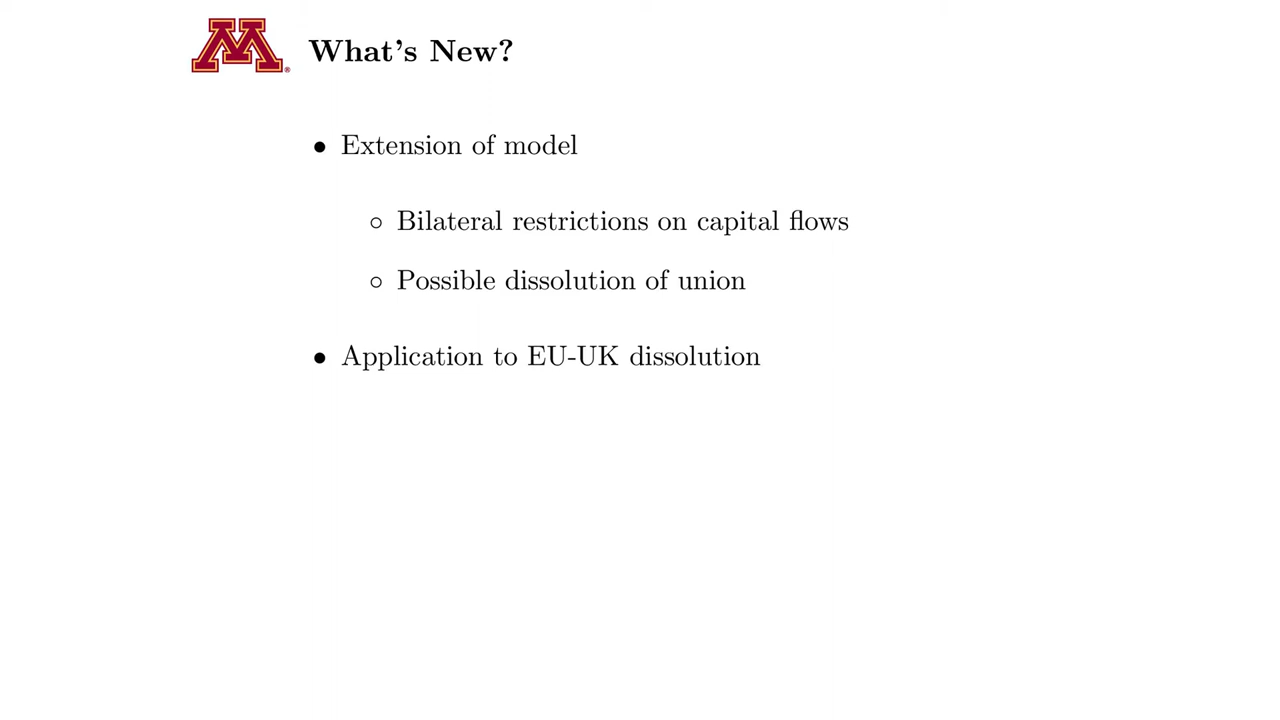 M
What's New?
• Extension of model
○ Bilateral restrictions on capital flows
○ Possible dissolution of union
• Application to EU-UK dissolution